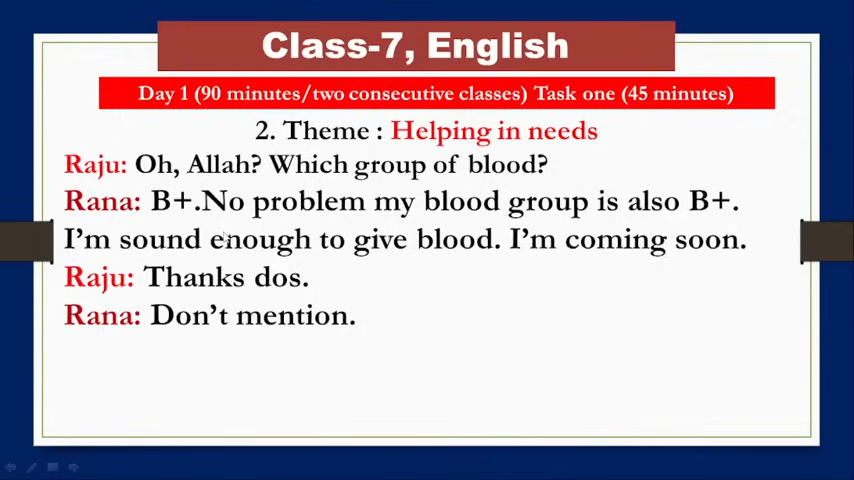 Class-7, English
Day 1 (90 minutes/two consecutive classes) Task one (45 minutes)
2. Theme : Helping in needs
Raju: Oh, Allah? Which group of blood?
Rana: B+.No problem my blood group is also B+.
I'm sound enough to give blood. I'm coming soon.
Raju: Thanks dos.
Rana: Don't mention.